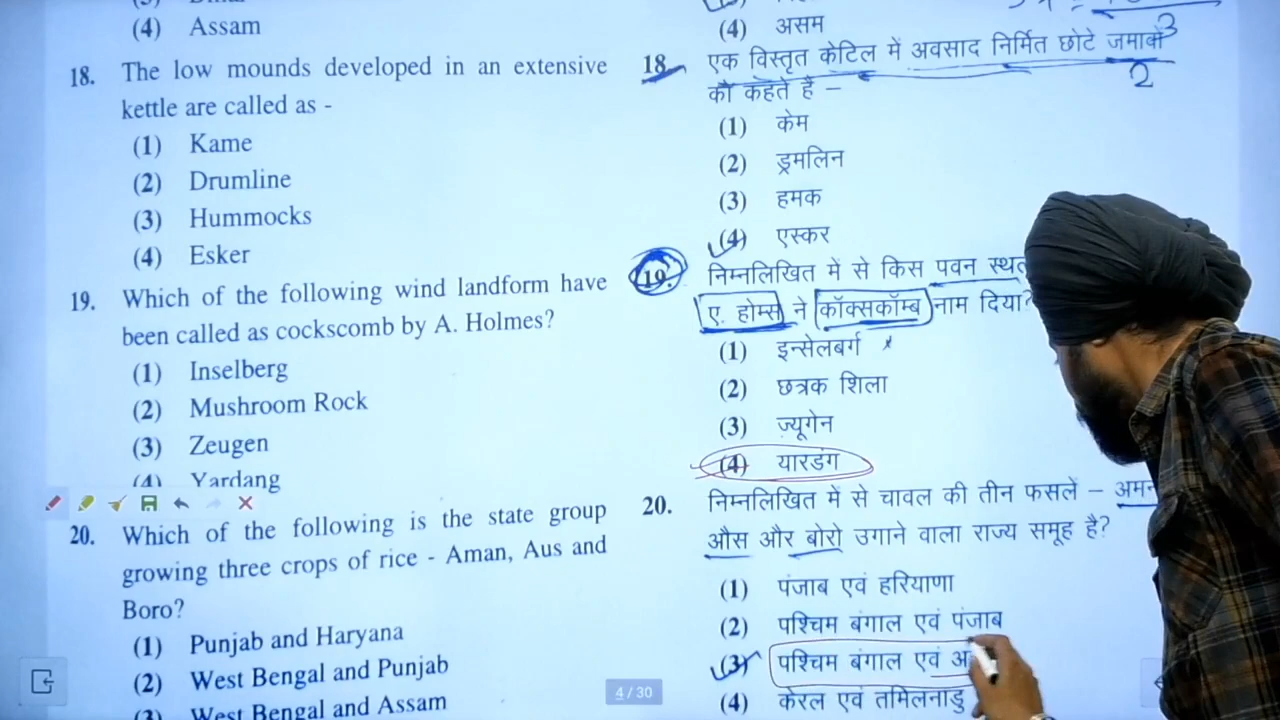 (4) Assam
18. The low mounds developed in an extensive
kettle are called as -
(1) Kame
(2) Drumline
(3) Hummocks
(4) Esker
19. Which of the following wind landform have
been called as cockscomb by A. Holmes?
(1) Inselberg
(2) Mushroom Rock
(3) Zeugen
(4) Yardang
20. Which of the following is the state group
growing three crops of rice - Aman, Aus and
Boro?
(1) Punjab and Haryana
(2) West Bengal and Punjab
(3) West Bengal and Assam
(4) असम
3
2
18. एक विस्तृत केटिल में अवसाद निर्मित छोटे जमावों
को कहते हैं –
(1) केम
(2) ड्रमलिन
(3) हमक
(4) एस्कर
19. निम्नलिखित में से किस पवन
ए. होम्स ने कॉक्सकॉम्ब नाम दिया?
(1) इन्सेलबर्ग
(2) छत्रक शिला
(3) ज्यूगेन
(4) यारडंग
20. निम्नलिखित में से चावल की तीन फसलें – अमन
औस और बोरो उगाने वाला राज्य समूह है?
(1) पंजाब एवं हरियाणा
(2) पश्चिम बंगाल एवं पंजाब
(3) पश्चिम बंगाल एवं
(4) केरल एवं तमिलनाडु
4 / 30